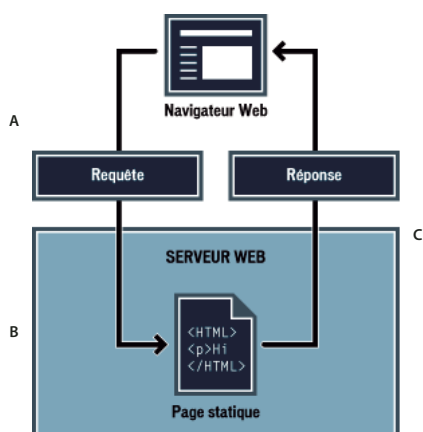 Navigateur Web
A
Requête
Réponse
C
SERVEUR WEB
<HTML>
<p>Hi
</HTML>
B
Page statique